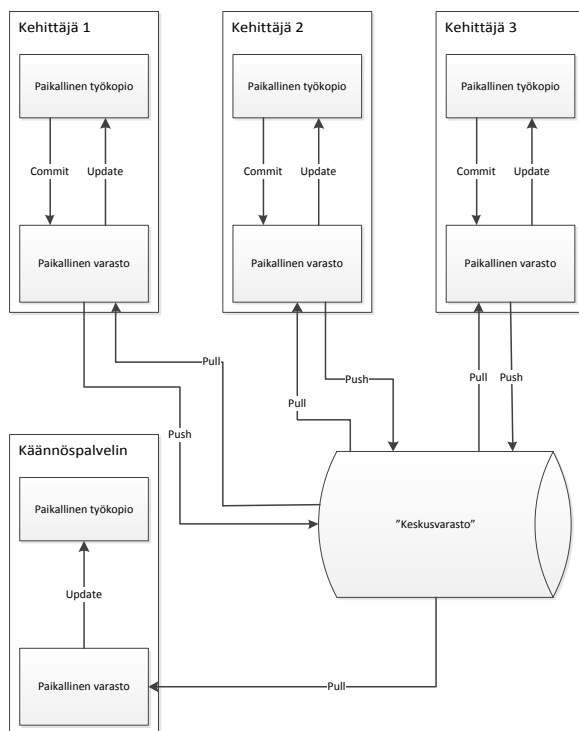 Kehittäjä 1
Paikallinen työkopio
Commit
Update
Paikallinen varasto
Kehittäjä 2
Paikallinen työkopio
Commit
Update
Paikallinen varasto
Kehittäjä 3
Paikallinen työkopio
Commit
Update
Paikallinen varasto
Pull
Push
Pull
Push
Pull
Push
Käännöspalvelin
Paikallinen työkopio
Update
Paikallinen varasto
”Keskusvarasto”
Pull